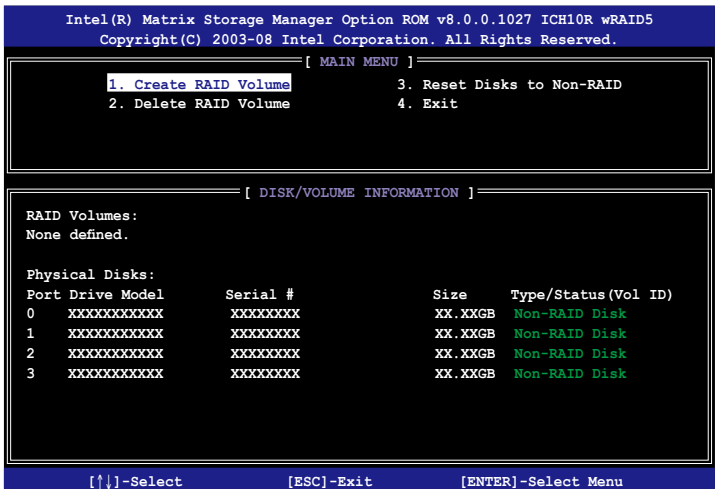 Intel(R) Matrix Storage Manager Option ROM v8.0.0.1027 ICH10R wRAID5
Copyright(C) 2003-08 Intel Corporation. All Rights Reserved.
[ MAIN MENU ]
1. Create RAID Volume 3. Reset Disks to Non-RAID
2. Delete RAID Volume 4. Exit
[ DISK/VOLUME INFORMATION ]
RAID Volumes:
None defined.
Physical Disks:
Port Drive Model Serial # Size Type/Status(Vol ID)
0 XXXXXXXXXXX XXXXXXXX XX.XXGB Non-RAID Disk
1 XXXXXXXXXXX XXXXXXXX XX.XXGB Non-RAID Disk
2 XXXXXXXXXXX XXXXXXXX XX.XXGB Non-RAID Disk
3 XXXXXXXXXXX XXXXXXXX XX.XXGB Non-RAID Disk
[↑↓]-Select [ESC]-Exit [ENTER]-Select Menu